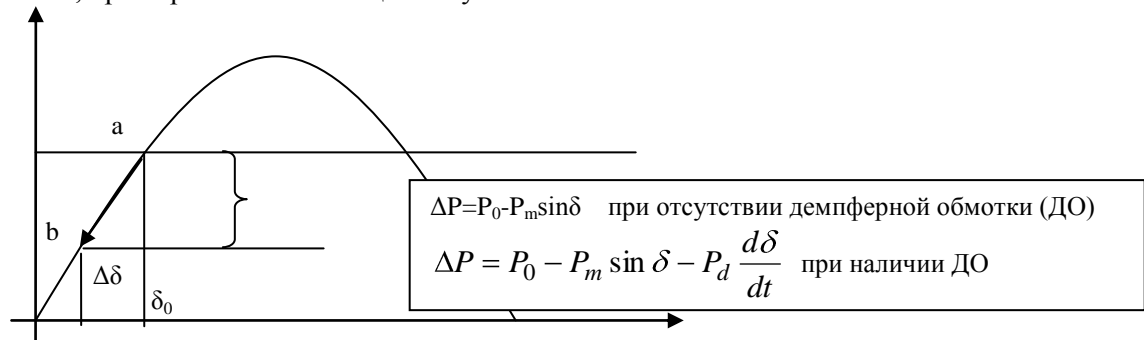 a
b
Δδ
δ₀
ΔP=P₀-Pₘsinδ при отсутствии демпферной обмотки (ДО)
ΔP = P₀ − Pₘ sin δ − P_d dδ/dt при наличии ДО